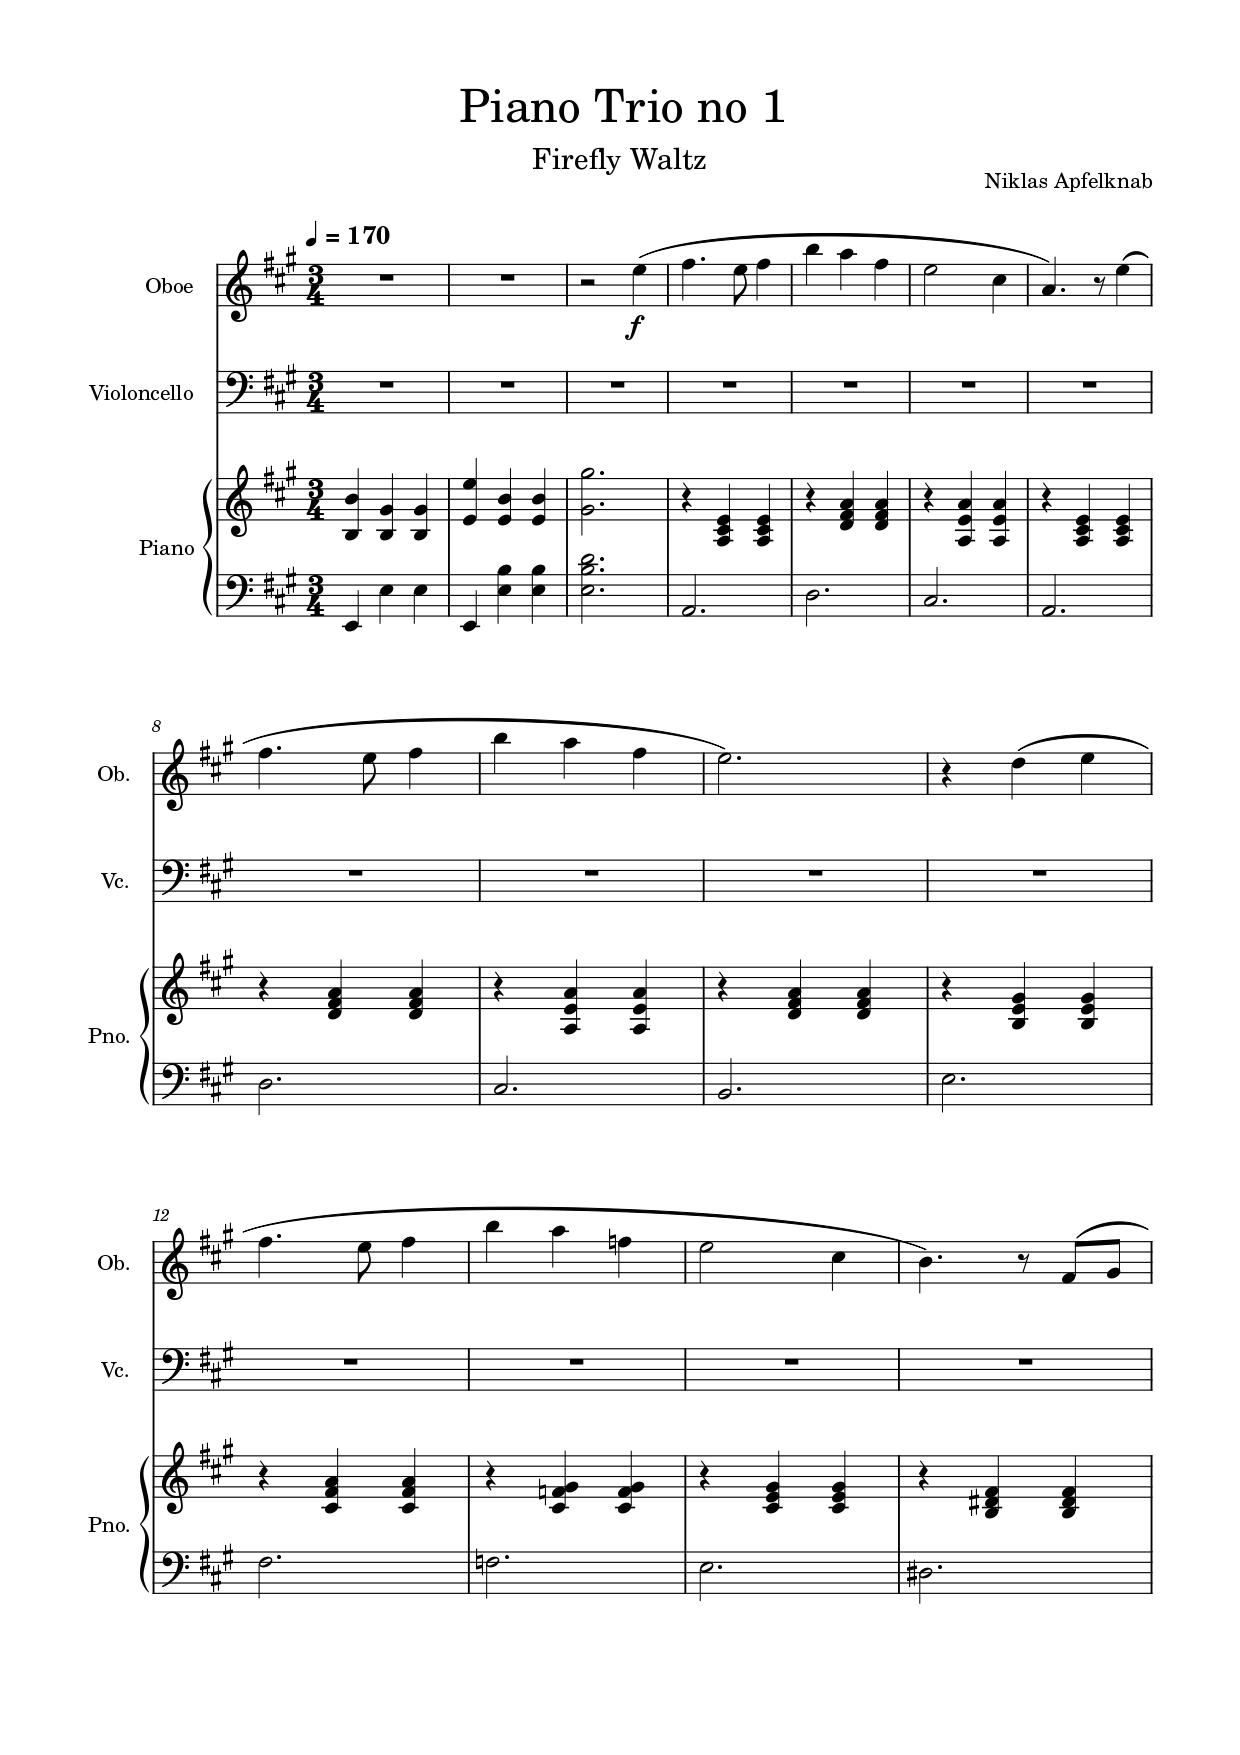 Piano Trio no 1
Firefly Waltz
Niklas Apfelknab
♩ = 170
Oboe
f
Violoncello
Piano
8
Ob.
Vc.
Pno.
12
Ob.
Vc.
Pno.